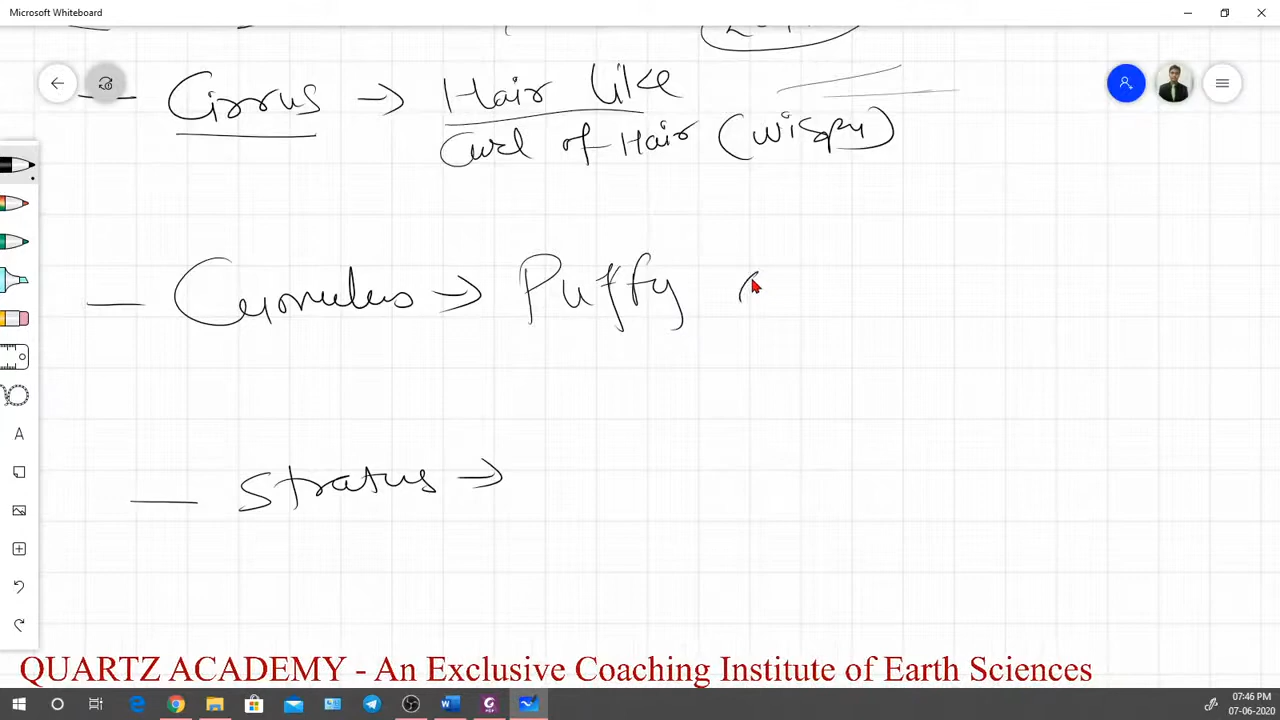 Microsoft Whiteboard
— Cirrus → Hair like
Curl of Hair (wispy)
— Cumulus → Puffy
— Stratus →
A
QUARTZ ACADEMY - An Exclusive Coaching Institute of Earth Sciences
07:46 PM
07-06-2020